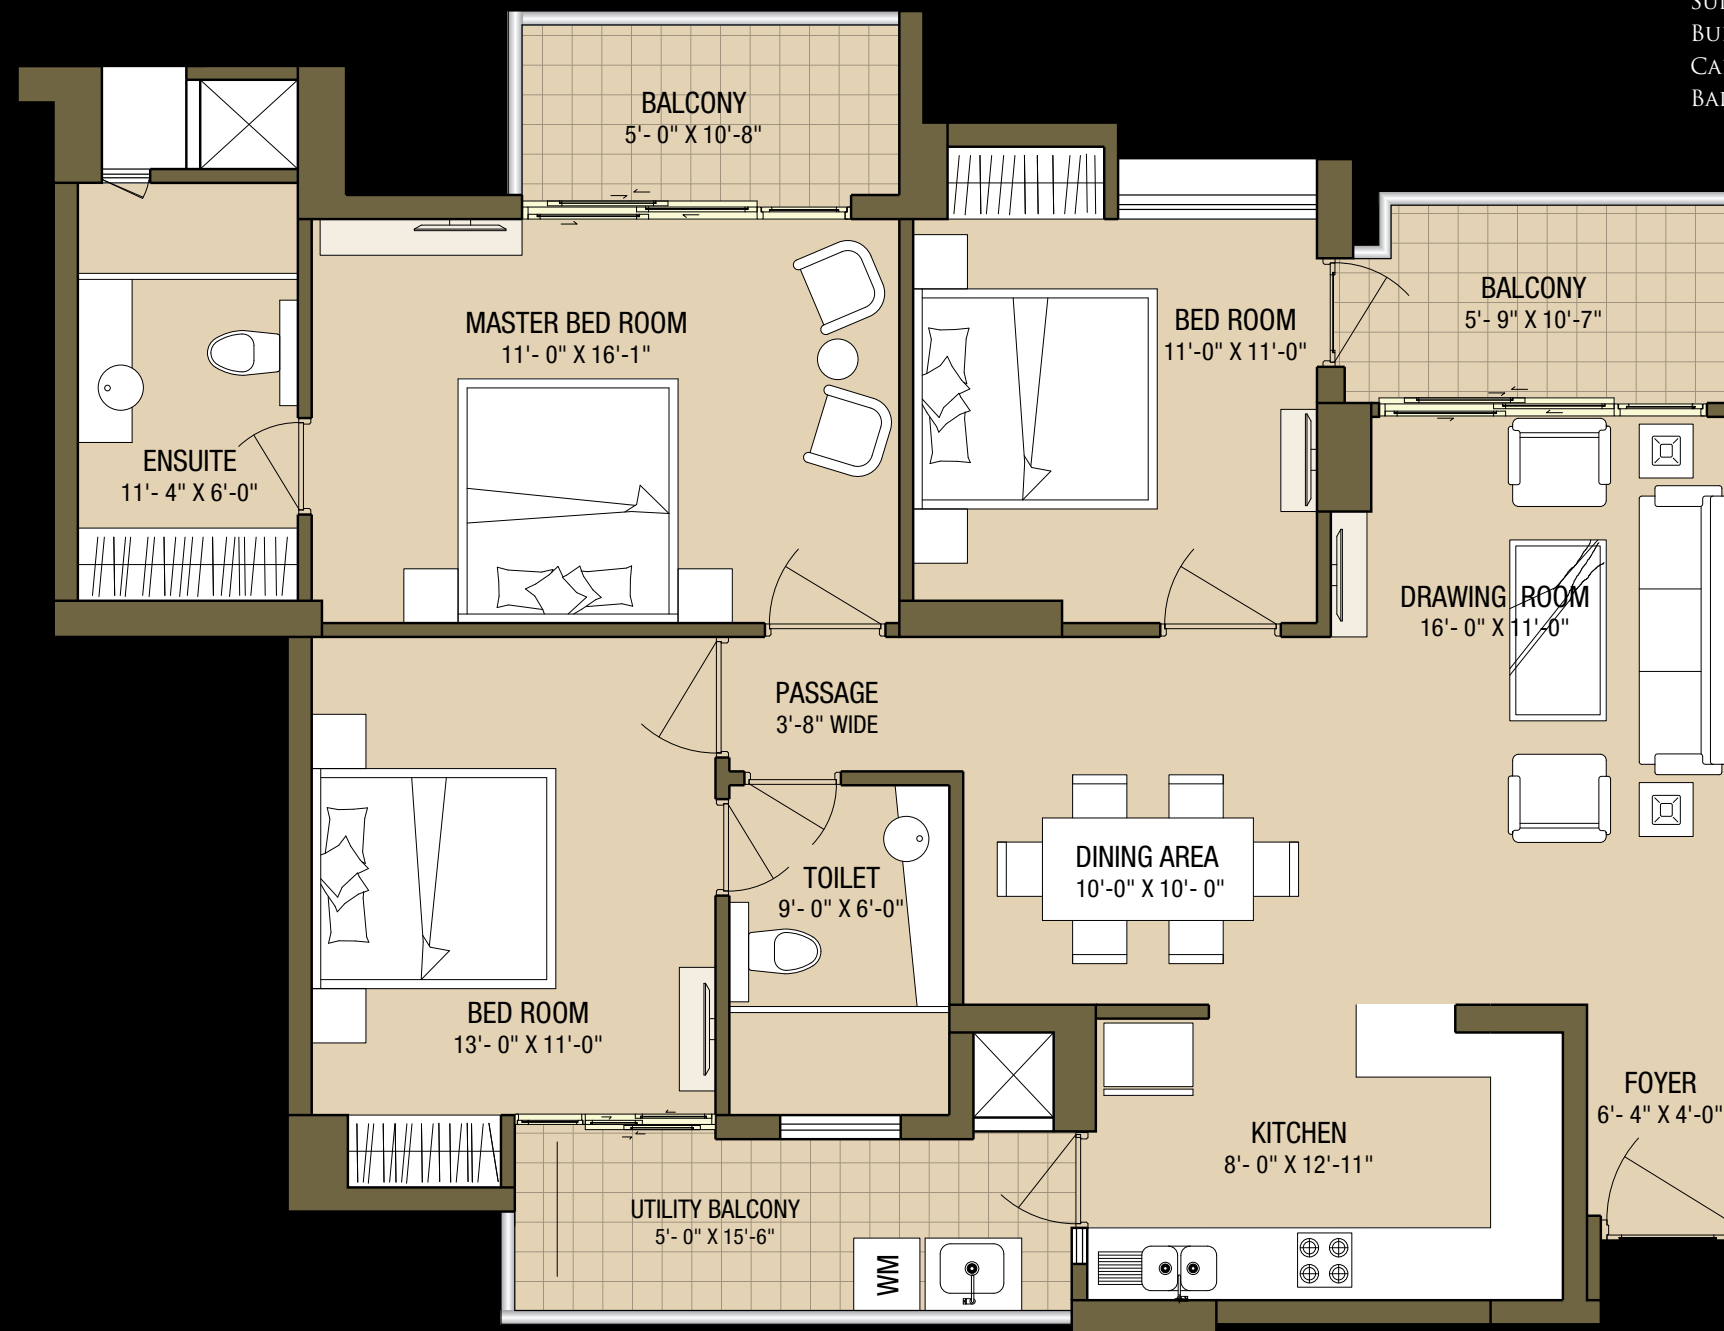 BALCONY
5'- 0" X 10'-8"
MASTER BED ROOM
11'- 0" X 16'-1"
BED ROOM
11'-0" X 11'-0"
BALCONY
5'- 9" X 10'-7"
ENSUITE
11'- 4" X 6'-0"
DRAWING ROOM
16'- 0" X 11'-0"
PASSAGE
3'-8" WIDE
TOILET
9'- 0" X 6'-0"
DINING AREA
10'-0" X 10'- 0"
BED ROOM
13'- 0" X 11'-0"
FOYER
6'- 4" X 4'-0"
KITCHEN
8'- 0" X 12'-11"
UTILITY BALCONY
5'- 0" X 15'-6"
WM